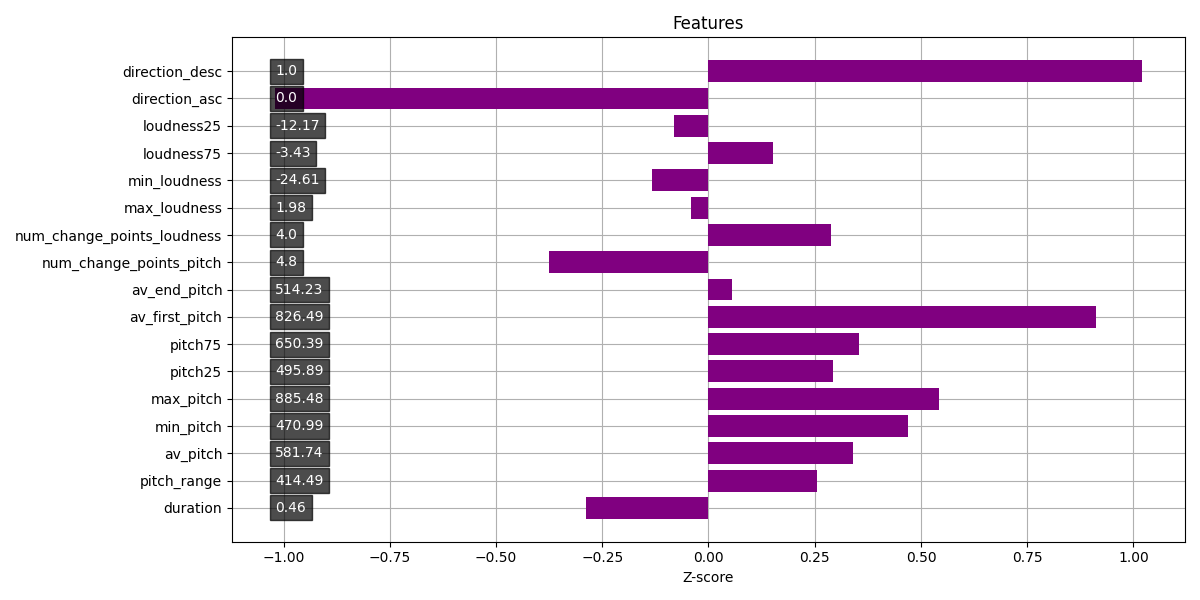 Features
direction_desc 1.0
direction_asc 0.0
loudness25 -12.17
loudness75 -3.43
min_loudness -24.61
max_loudness 1.98
num_change_points_loudness 4.0
num_change_points_pitch 4.8
av_end_pitch 514.23
av_first_pitch 826.49
pitch75 650.39
pitch25 495.89
max_pitch 885.48
min_pitch 470.99
av_pitch 581.74
pitch_range 414.49
duration 0.46
−1.00 −0.75 −0.50 −0.25 0.00 0.25 0.50 0.75 1.00
Z-score